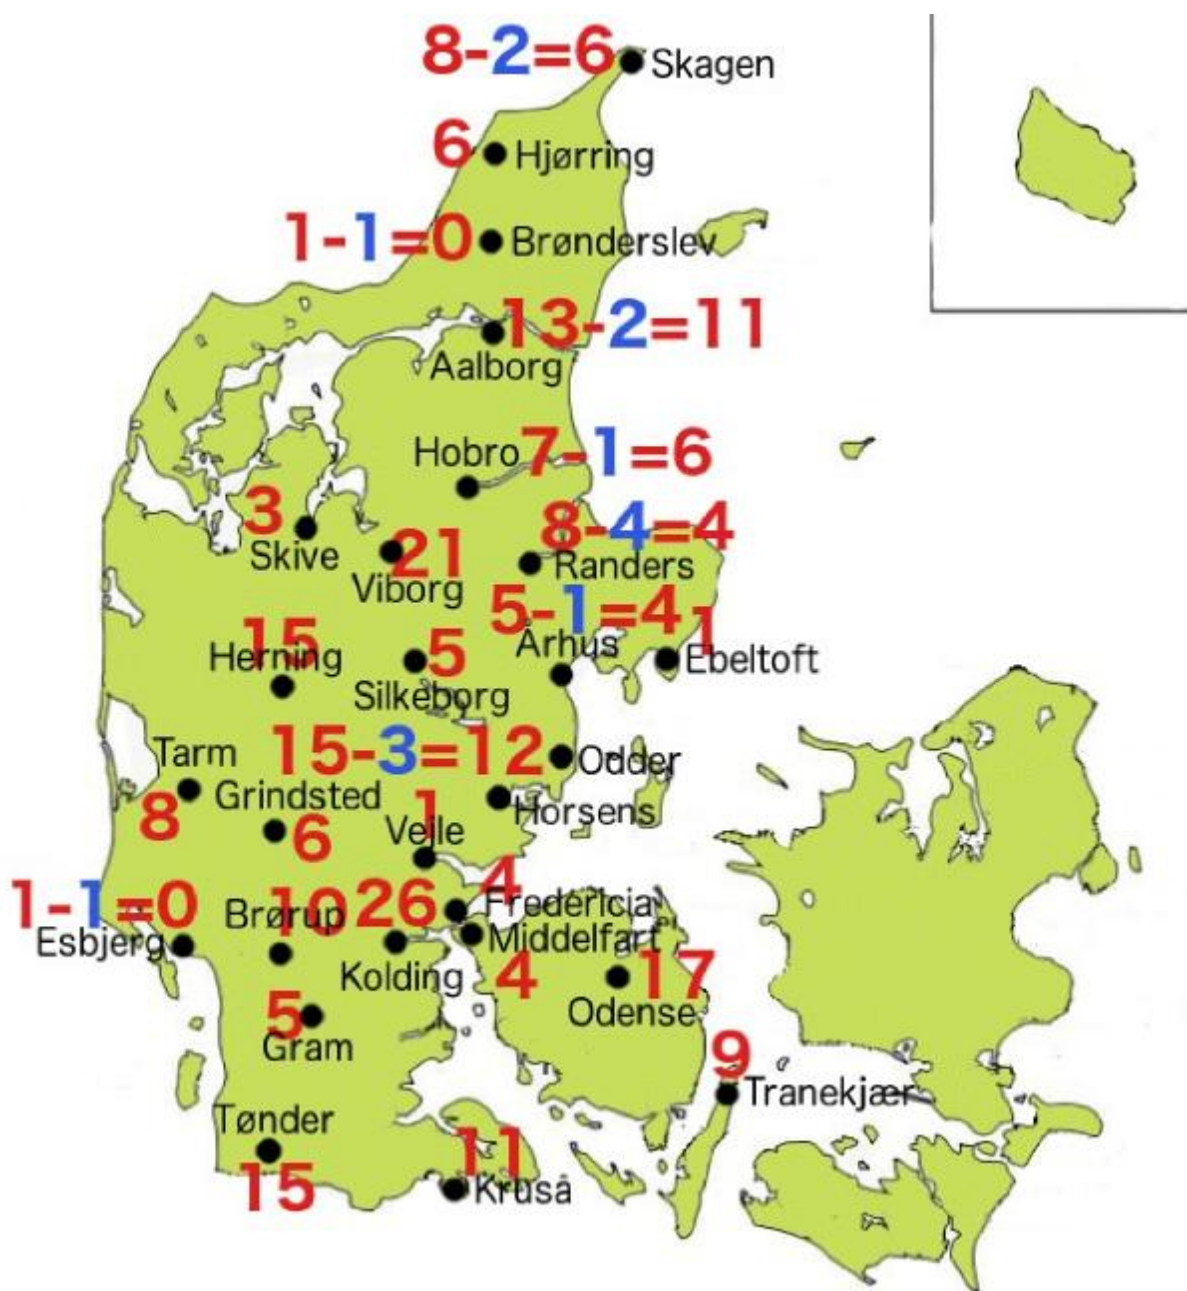 8-2=6
Skagen
6
Hjørring
1-1=0
Brønderslev
13-2=11
Aalborg
Hobro
7-1=6
3
Skive
21
Viborg
8-4=4
Randers
5-1=4
Århus
1
Ebeltoft
15
Herning
5
Silkeborg
Tarm
8
15-3=12
Odder
Horsens
Grindsted
6
1
Vejle
4
Fredericia
1-1=0
Esbjerg
10
Brørup
26
Kolding
Middelfart
4
17
Odense
5
Gram
9
Tranekjær
Tønder
15
11
Kruså